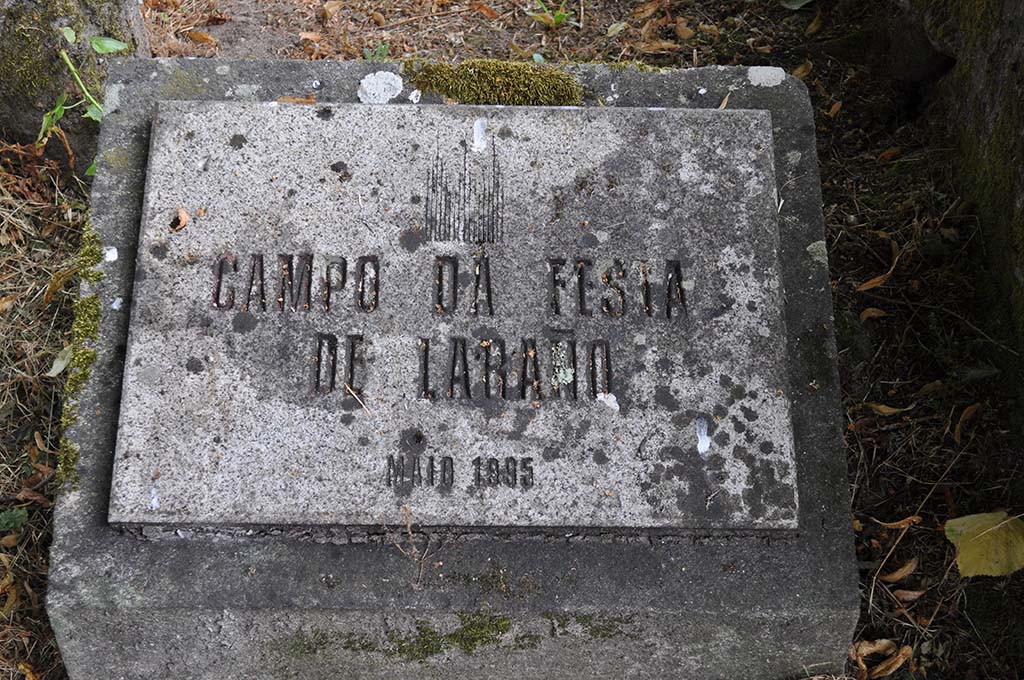 CAMPO DA FESTA
DE LARAÑO
MAIO 1995